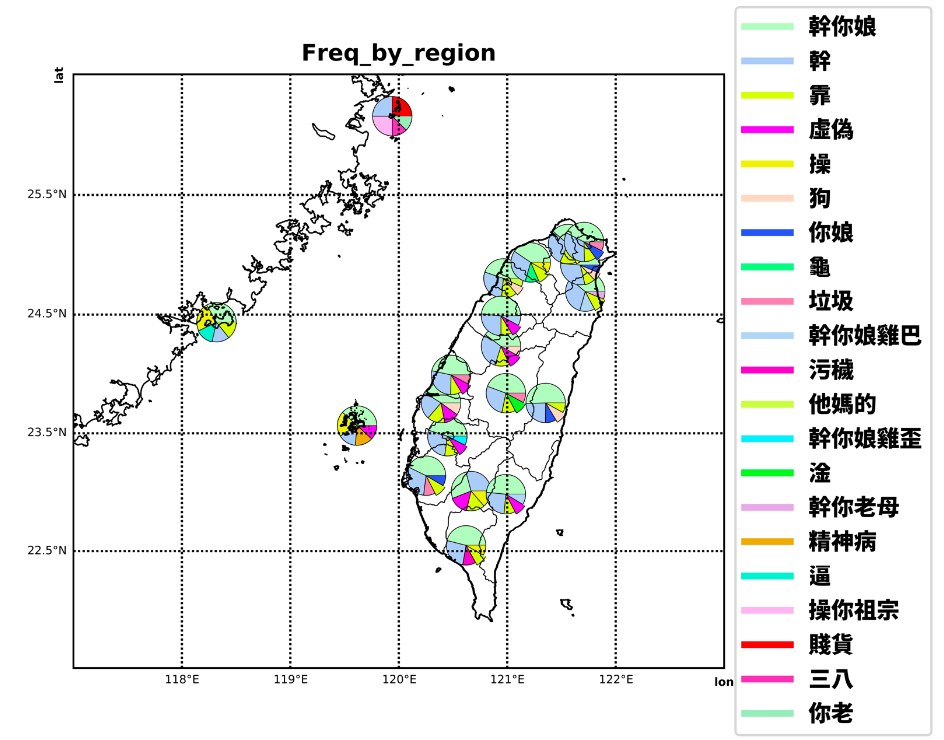 Freq_by_region
lat
25.5°N
24.5°N
23.5°N
22.5°N
118°E
119°E
120°E
121°E
122°E
lon
幹你娘
幹
靠
虛偽
操
狗
你娘
龜
垃圾
幹你娘雞巴
污穢
他媽的
幹你娘雞歪
淦
幹你老母
精神病
逼
操你祖宗
賤貨
三八
你老